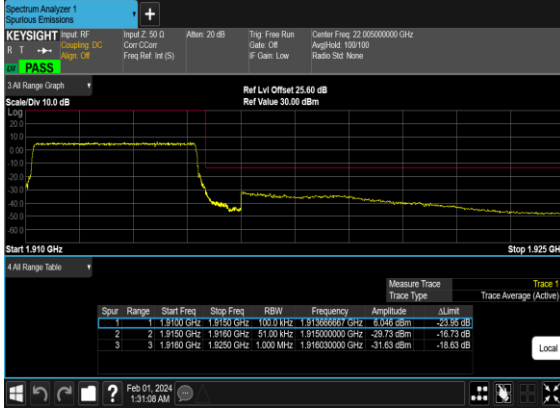 Spectrum Analyzer 1
Spurious Emissions
+
KEYSIGHT Input: RF Input Z: 50 Ω Atten: 20 dB Trig: Free Run Center Freq: 22.005000000 GHz
R T Coupling: DC Corr CCorr Gate: Off Avg|Hold: 100/100
Align: Off Freq Ref: Int (S) IF Gain: Low Radio Std: None
PASS
3 All Range Graph
Ref Lvl Offset 25.60 dB
Scale/Div 10.0 dB Ref Value 30.00 dBm
Log
20.0
10.0
0.00
-10.0
-20.0
-30.0
-40.0
-50.0
-60.0
Start 1.910 GHz Stop 1.925 GH
4 All Range Table
Measure Trace Trace 1
Trace Type Trace Average (Active)
Spur Range Start Freq Stop Freq RBW Frequency Amplitude ΔLimit
1 1 1.9100 GHz 1.9150 GHz 100.0 kHz 1.913666667 GHz 6.046 dBm -23.95 dB
2 2 1.9150 GHz 1.9160 GHz 51.00 kHz 1.915000000 GHz -29.73 dBm -16.73 dB
3 3 1.9160 GHz 1.9250 GHz 1.000 MHz 1.916030000 GHz -31.63 dBm -18.63 dB
Local
? Feb 01, 2024
1:31:08 AM